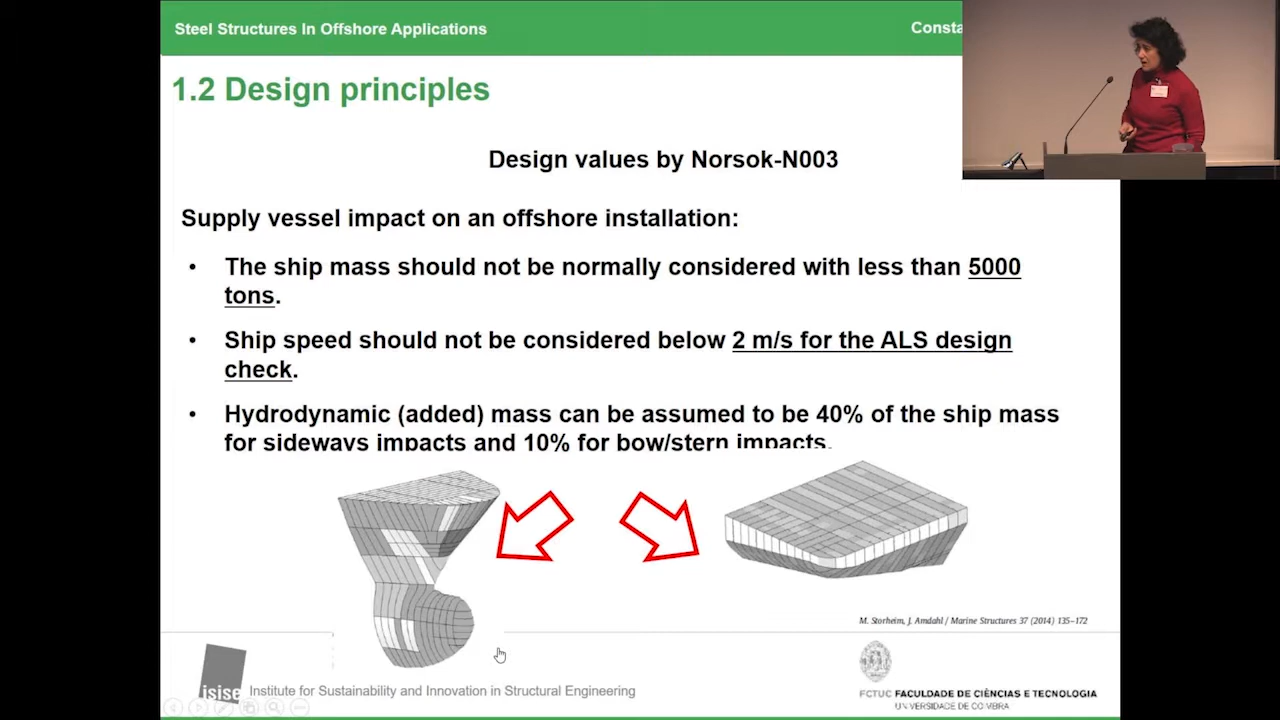 Steel Structures In Offshore Applications
Consta
1.2 Design principles
Design values by Norsok-N003
Supply vessel impact on an offshore installation:
• The ship mass should not be normally considered with less than 5000
tons.
• Ship speed should not be considered below 2 m/s for the ALS design
check.
• Hydrodynamic (added) mass can be assumed to be 40% of the ship mass
for sideways impacts and 10% for bow/stern impacts.
M. Storheim, J. Amdahl / Marine Structures 37 (2014) 135–172
isise
Institute for Sustainability and Innovation in Structural Engineering
FCTUC FACULDADE DE CIÊNCIAS E TECNOLOGIA
UNIVERSIDADE DE COIMBRA